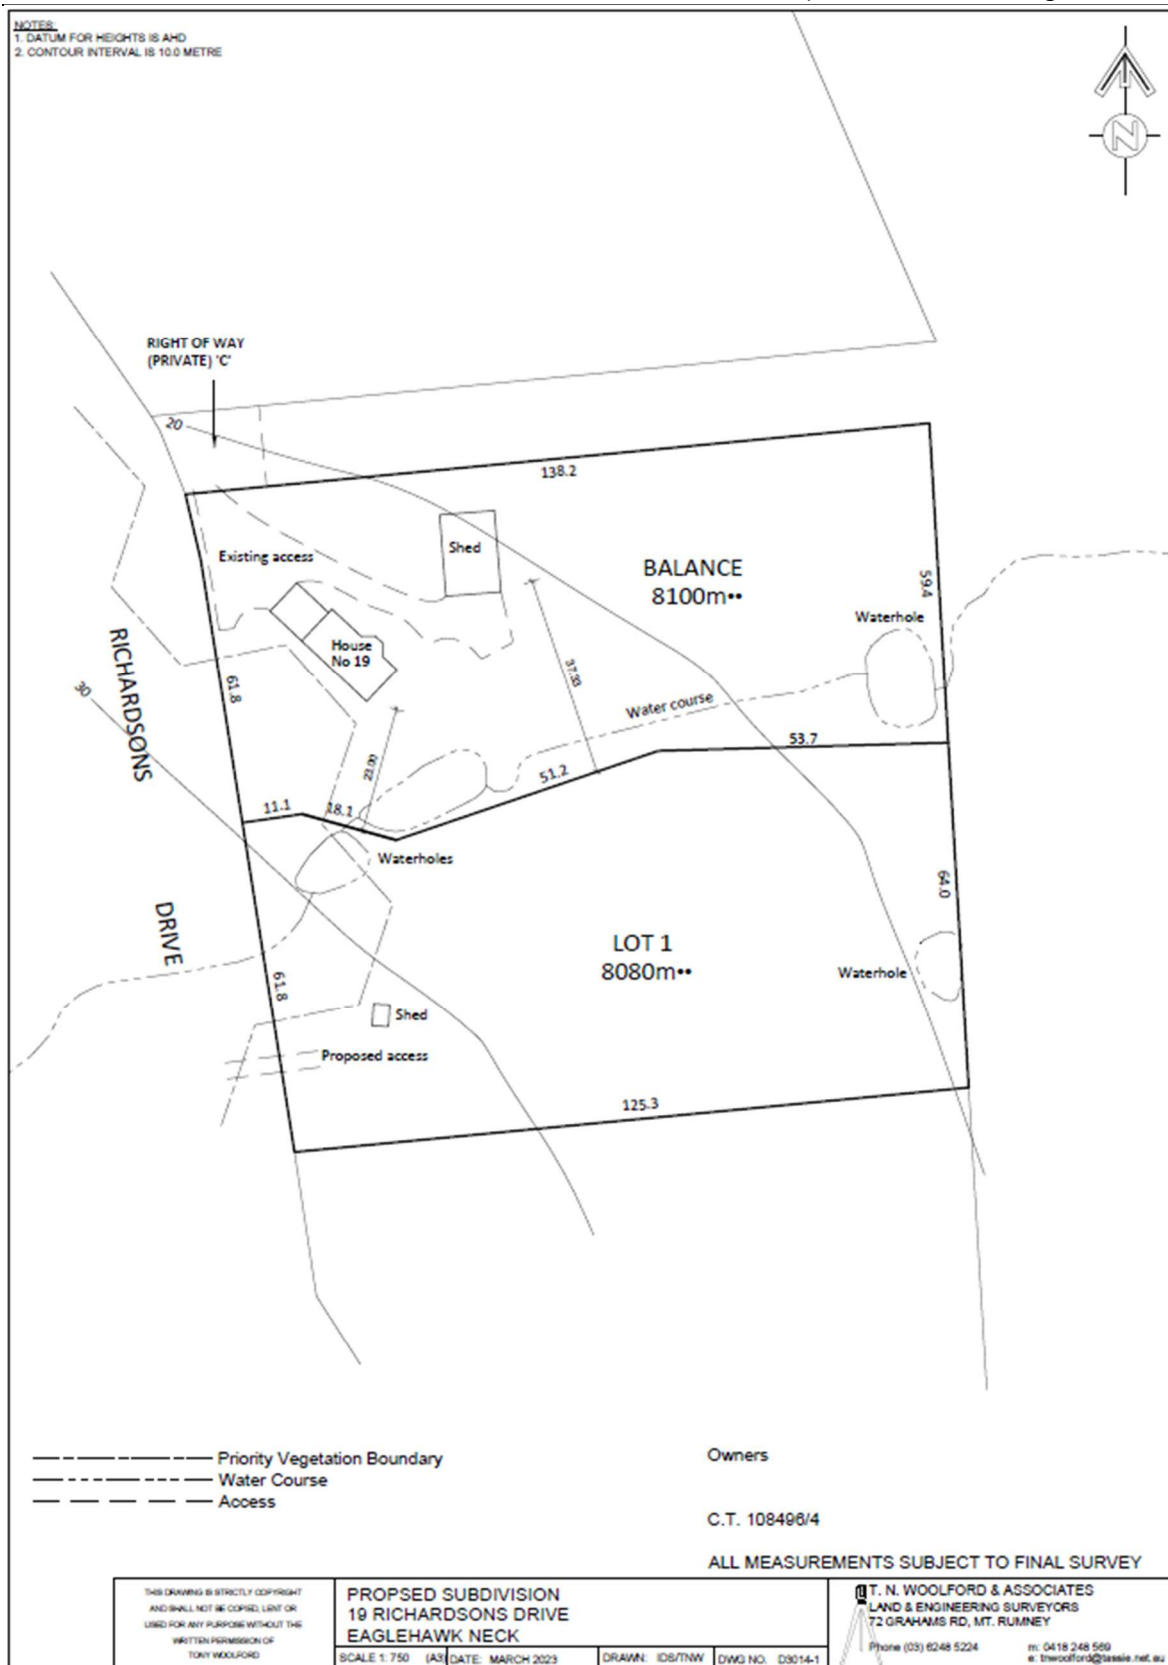 NOTES:
1. DATUM FOR HEIGHTS IS AHD
2. CONTOUR INTERVAL IS 10.0 METRE
N
RIGHT OF WAY
(PRIVATE) 'C'
20
138.2
Existing access
Shed
BALANCE
8100m••
59.4
Waterhole
House
No 19
RICHARDSONS
30
61.8
37.33
Water course
23.00
53.7
51.2
11.1
18.1
Waterholes
64.0
DRIVE
LOT 1
8080m••
Waterhole
61.8
Shed
Proposed access
125.3
Priority Vegetation Boundary
Water Course
Access
Owners
C.T. 108496/4
ALL MEASUREMENTS SUBJECT TO FINAL SURVEY
THIS DRAWING IS STRICTLY COPYRIGHT
AND SHALL NOT BE COPIED, LENT OR
USED FOR ANY PURPOSE WITHOUT THE
WRITTEN PERMISSION OF
TONY WOOLFORD
PROPSED SUBDIVISION
19 RICHARDSONS DRIVE
EAGLEHAWK NECK
SCALE 1: 750 (A3) DATE: MARCH 2023 DRAWN: IDS/TNW DWG NO. D3014-1
T. N. WOOLFORD & ASSOCIATES
LAND & ENGINEERING SURVEYORS
72 GRAHAMS RD, MT. RUMNEY
Phone (03) 6248 5224 m: 0418 248 569
e: tnwoolford@tassie.net.au